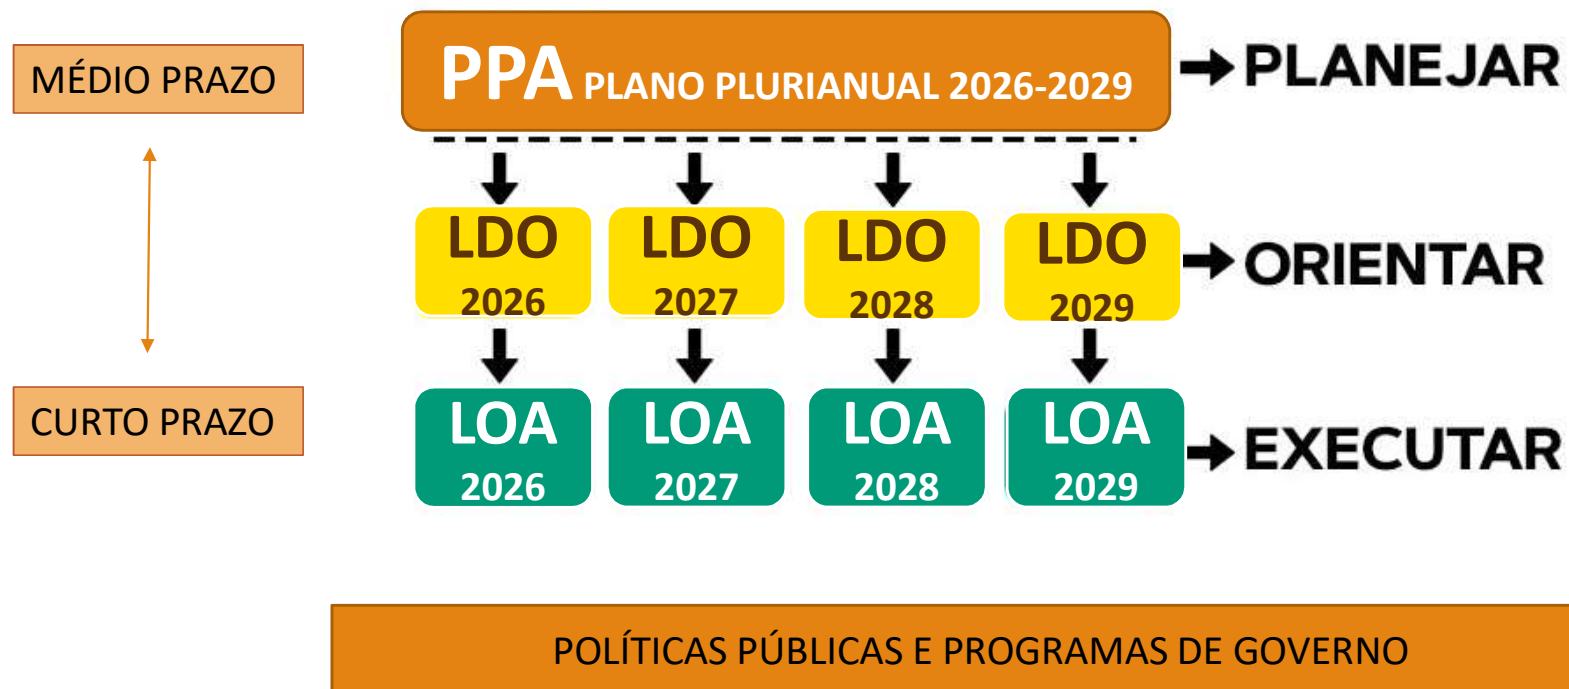 MÉDIO PRAZO
PPA PLANO PLURIANUAL 2026-2029
PLANEJAR
LDO
2026
LDO
2027
LDO
2028
LDO
2029
ORIENTAR
CURTO PRAZO
LOA
2026
LOA
2027
LOA
2028
LOA
2029
EXECUTAR
POLÍTICAS PÚBLICAS E PROGRAMAS DE GOVERNO